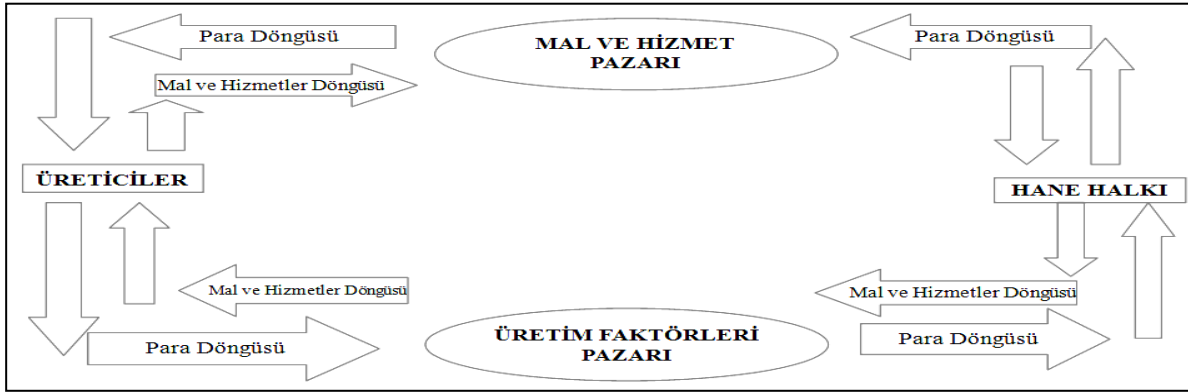 Para Döngüsü
MAL VE HİZMET
PAZARI
Para Döngüsü
Mal ve Hizmetler Döngüsü
ÜRETİCİLER
HANE HALKI
Mal ve Hizmetler Döngüsü
Mal ve Hizmetler Döngüsü
Para Döngüsü
ÜRETİM FAKTÖRLERİ
PAZARI
Para Döngüsü